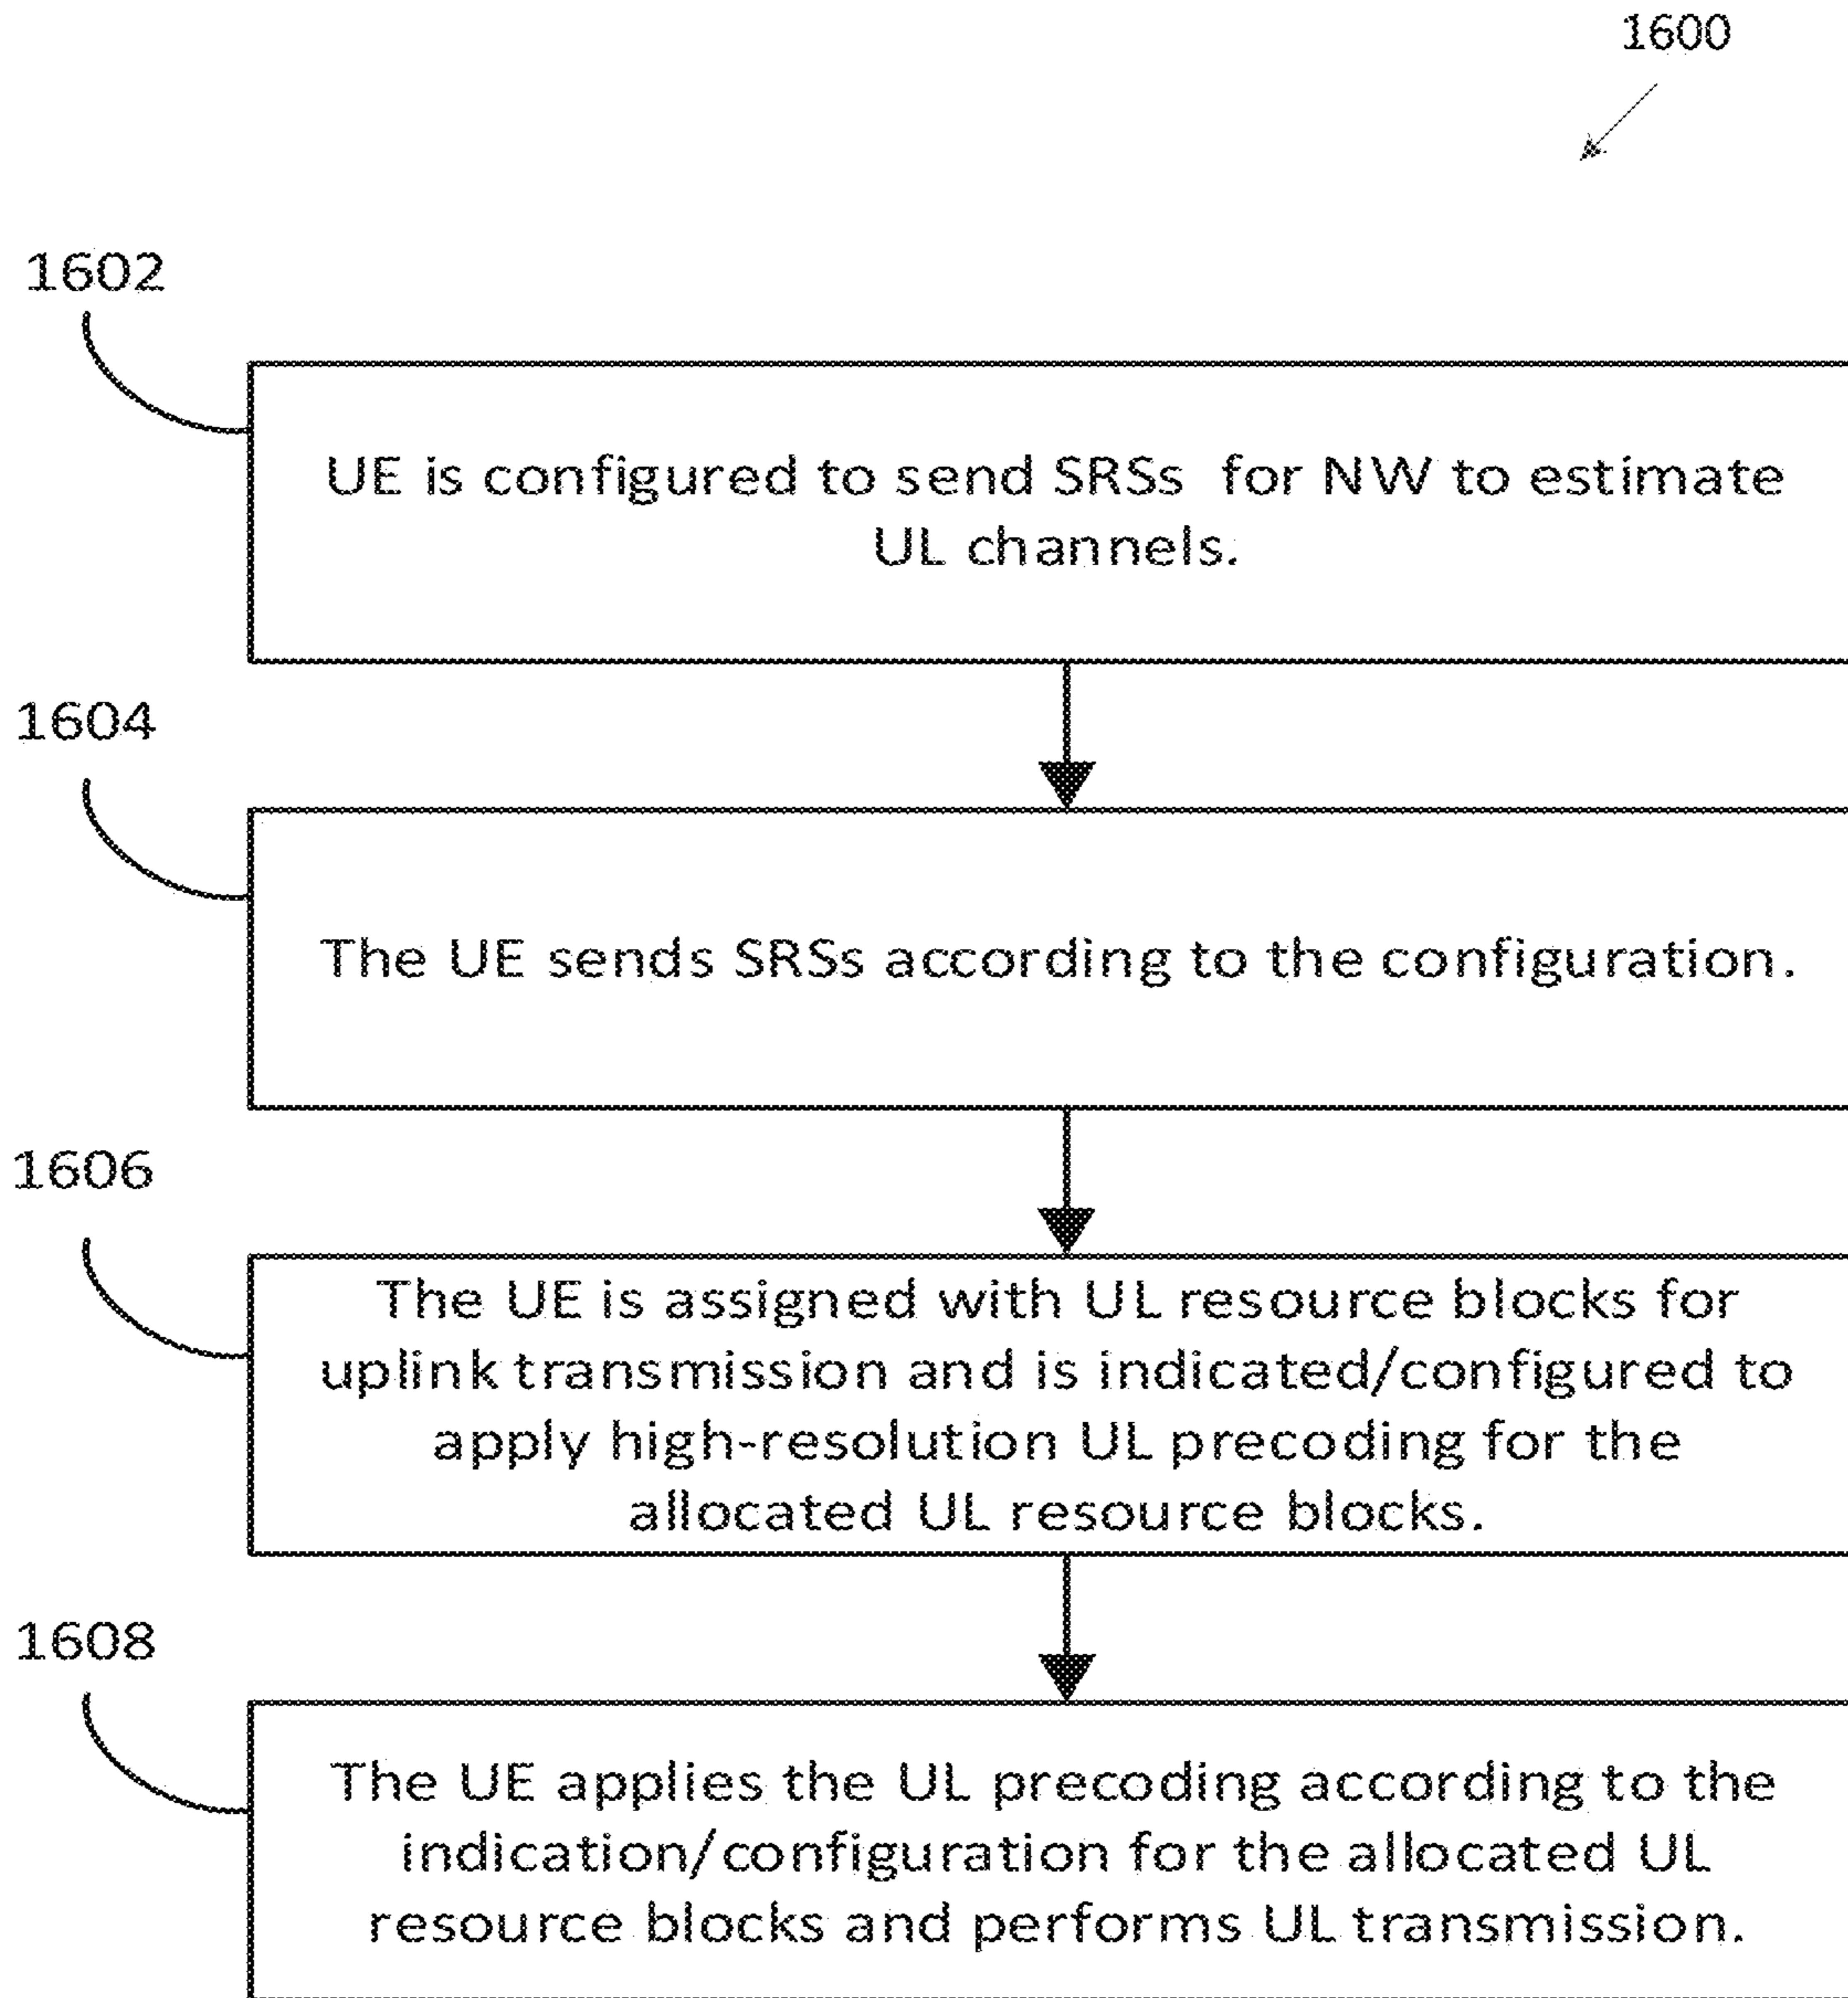 1600
1602
UE is configured to send SRSs for NW to estimate
UL channels.
1604
The UE sends SRSs according to the configuration.
1606
The UE is assigned with UL resource blocks for
uplink transmission and is indicated/configured to
apply high-resolution UL precoding for the
allocated UL resource blocks.
1608
The UE applies the UL precoding according to the
indication/configuration for the allocated UL
resource blocks and performs UL transmission.